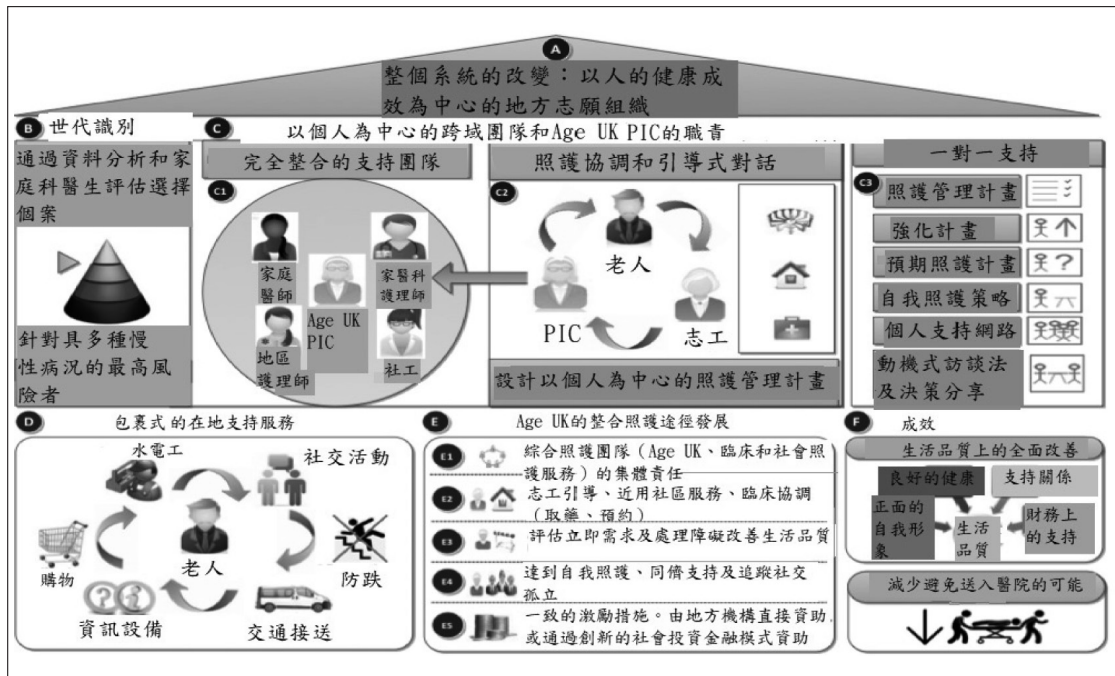 A
整個系統的改變：以人的健康成
效為中心的地方志願組織
B 世代識別
通過資料分析和家
庭科醫生評估選擇
個案
針對具多種慢
性病況的最高風
險者
C 以個人為中心的跨域團隊和Age UK PIC的職責
完全整合的支持團隊
C1
家庭
醫師
家醫科
護理師
Age UK
PIC
地區
護理師
社工
照護協調和引導式對話
C2
老人
PIC
志工
設計以個人為中心的照護管理計畫
一對一支持
C3
照護管理計畫
強化計畫
預期照護計畫
自我照護策略
個人支持網路
動機式訪談法
及決策分享
D 包裹式的在地支持服務
水電工
社交活動
老人
購物
防跌
資訊設備
交通接送
E Age UK的整合照護途徑發展
E1 綜合照護團隊（Age UK、臨床和社會照
護服務）的集體責任
E2 志工引導、近用社區服務、臨床協調
（取藥、預約）
E3 評估立即需求及處理障礙改善生活品質
E4 達到自我照護、同儕支持及追蹤社交
孤立
E5 一致的激勵措施。由地方機構直接資助，
或通過創新的社會投資金融模式資助
F 成效
生活品質上的全面改善
良好的健康
支持關係
正面的
自我形
象
生活
品質
財務上
的支持
減少避免送入醫院的可能